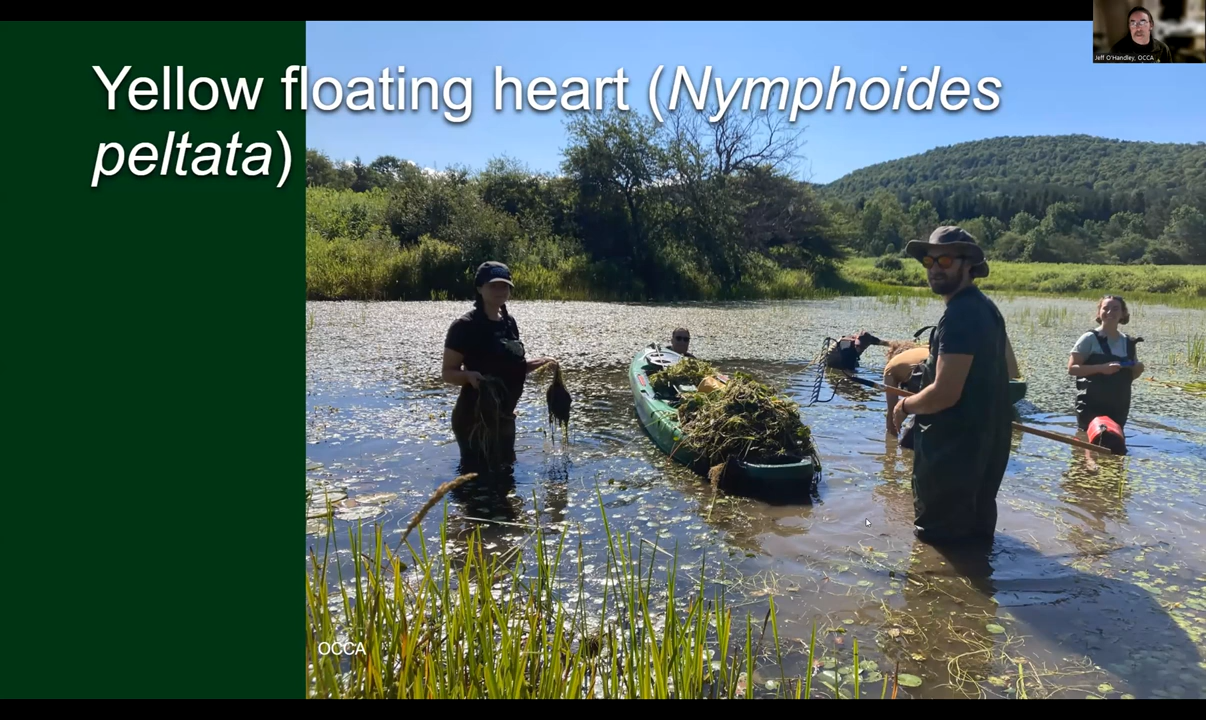 Jeff O'Handley, OCCA
Yellow floating heart (Nymphoides
peltata)
OCCA